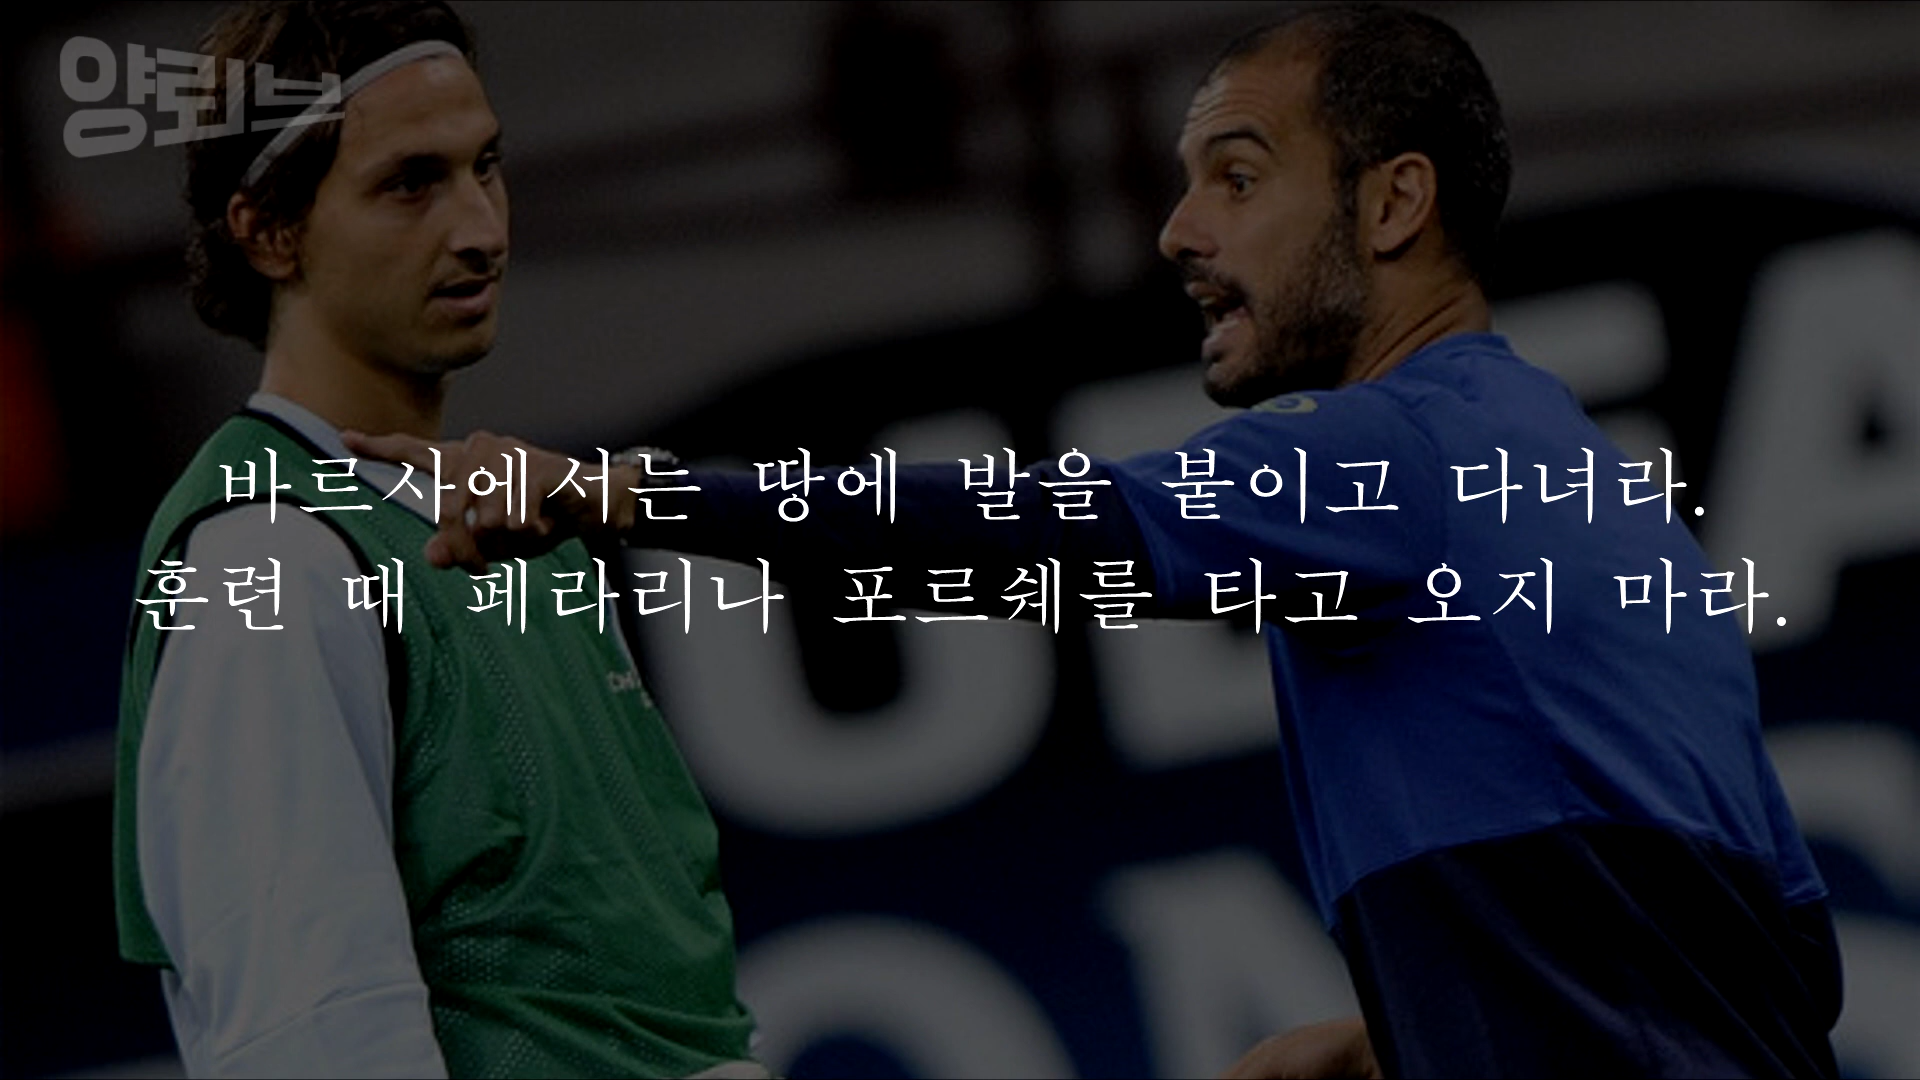 양뢰브
바르사에서는 땅에 발을 붙이고 다녀라.
훈련 때 페라리나 포르쉐를 타고 오지 마라.